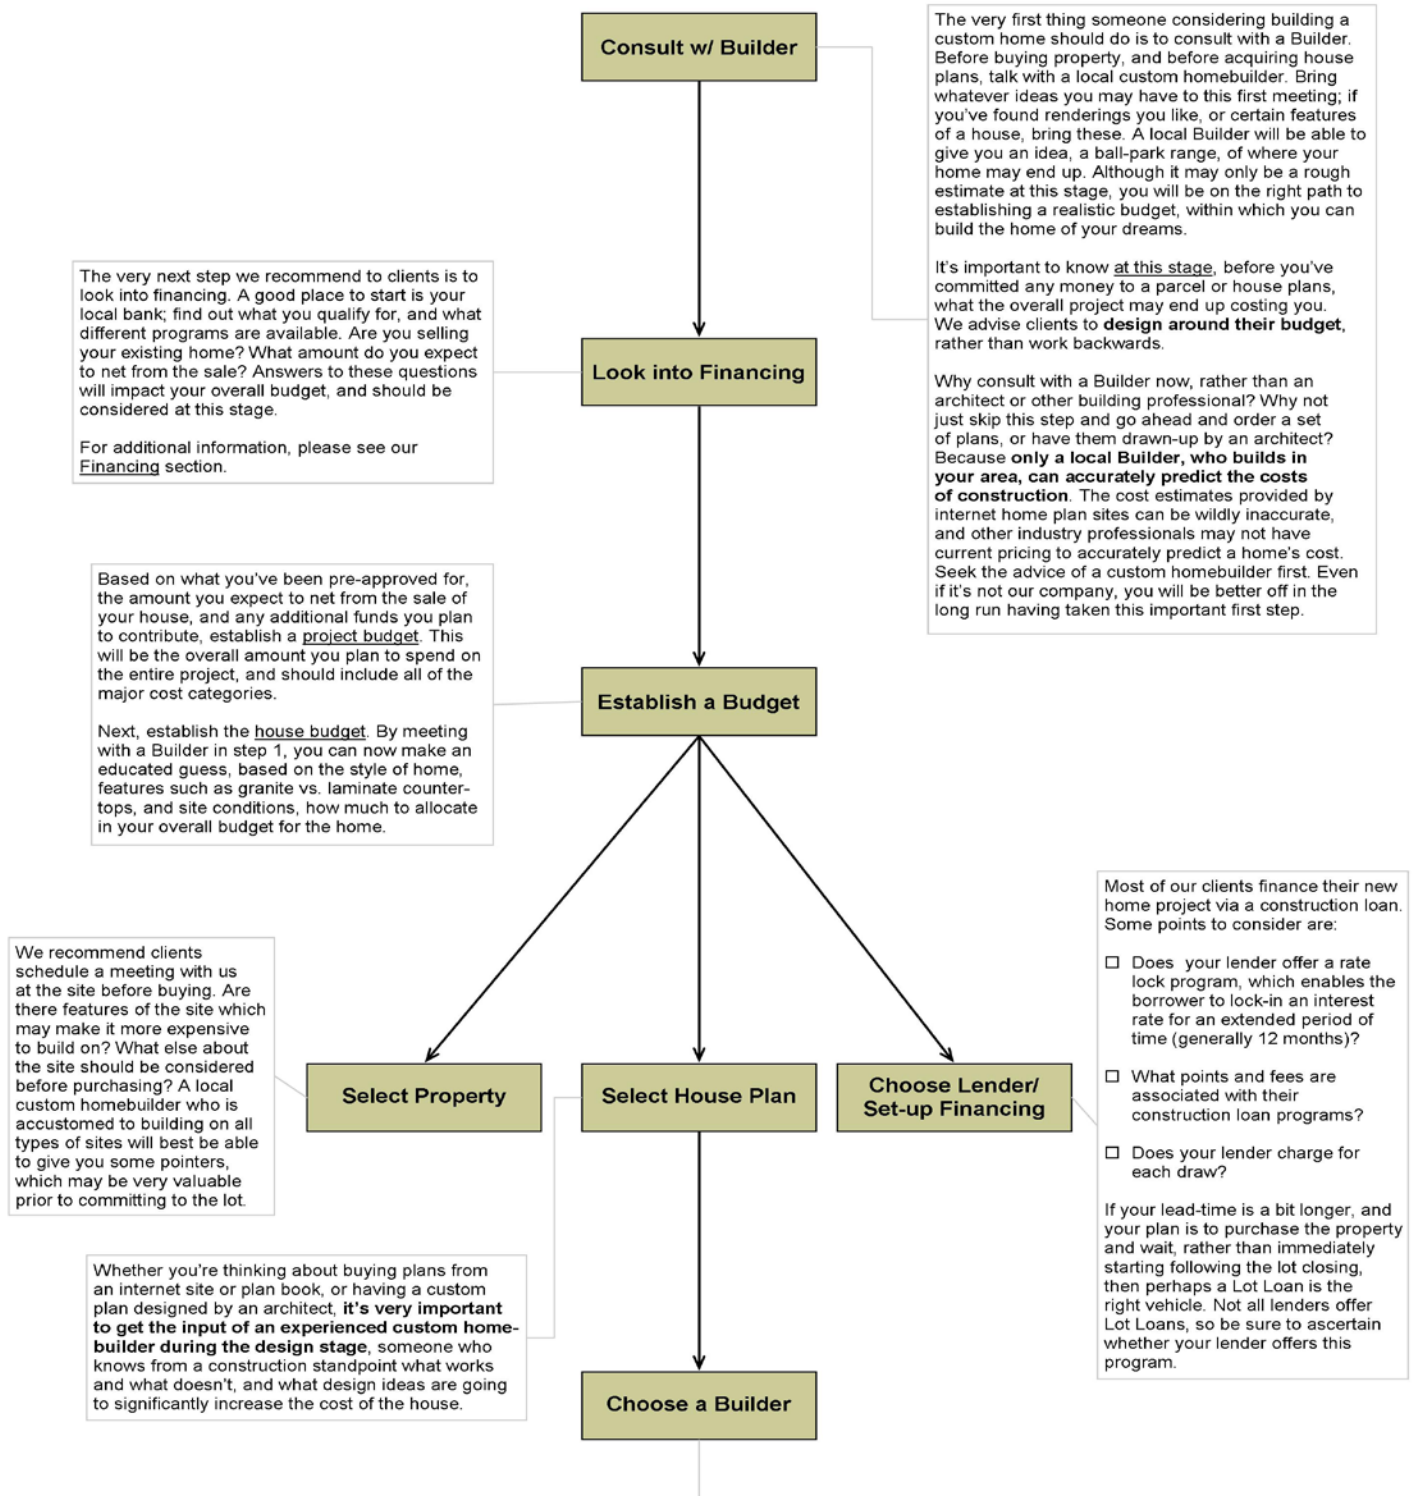 Consult w/ Builder
The very first thing someone considering building a
custom home should do is to consult with a Builder.
Before buying property, and before acquiring house
plans, talk with a local custom homebuilder. Bring
whatever ideas you may have to this first meeting; if
you've found renderings you like, or certain features
of a house, bring these. A local Builder will be able to
give you an idea, a ball-park range, of where your
home may end up. Although it may only be a rough
estimate at this stage, you will be on the right path to
establishing a realistic budget, within which you can
build the home of your dreams.
It's important to know at this stage, before you've
committed any money to a parcel or house plans,
what the overall project may end up costing you.
We advise clients to design around their budget,
rather than work backwards.
Why consult with a Builder now, rather than an
architect or other building professional? Why not
just skip this step and go ahead and order a set
of plans, or have them drawn-up by an architect?
Because only a local Builder, who builds in
your area, can accurately predict the costs
of construction. The cost estimates provided by
internet home plan sites can be wildly inaccurate,
and other industry professionals may not have
current pricing to accurately predict a home's cost.
Seek the advice of a custom homebuilder first. Even
if it's not our company, you will be better off in the
long run having taken this important first step.
The very next step we recommend to clients is to
look into financing. A good place to start is your
local bank; find out what you qualify for, and what
different programs are available. Are you selling
your existing home? What amount do you expect
to net from the sale? Answers to these questions
will impact your overall budget, and should be
considered at this stage.
For additional information, please see our
Financing section.
Look into Financing
Based on what you've been pre-approved for,
the amount you expect to net from the sale of
your house, and any additional funds you plan
to contribute, establish a project budget. This
will be the overall amount you plan to spend on
the entire project, and should include all of the
major cost categories.
Next, establish the house budget. By meeting
with a Builder in step 1, you can now make an
educated guess, based on the style of home,
features such as granite vs. laminate counter-
tops, and site conditions, how much to allocate
in your overall budget for the home.
Establish a Budget
We recommend clients
schedule a meeting with us
at the site before buying. Are
there features of the site which
may make it more expensive
to build on? What else about
the site should be considered
before purchasing? A local
custom homebuilder who is
accustomed to building on all
types of sites will best be able
to give you some pointers,
which may be very valuable
prior to committing to the lot.
Select Property
Select House Plan
Choose Lender/
Set-up Financing
Most of our clients finance their new
home project via a construction loan.
Some points to consider are:
☐ Does your lender offer a rate
lock program, which enables the
borrower to lock-in an interest
rate for an extended period of
time (generally 12 months)?
☐ What points and fees are
associated with their
construction loan programs?
☐ Does your lender charge for
each draw?
If your lead-time is a bit longer, and
your plan is to purchase the property
and wait, rather than immediately
starting following the lot closing,
then perhaps a Lot Loan is the
right vehicle. Not all lenders offer
Lot Loans, so be sure to ascertain
whether your lender offers this
program.
Whether you're thinking about buying plans from
an internet site or plan book, or having a custom
plan designed by an architect, it's very important
to get the input of an experienced custom home-
builder during the design stage, someone who
knows from a construction standpoint what works
and what doesn't, and what design ideas are going
to significantly increase the cost of the house.
Choose a Builder